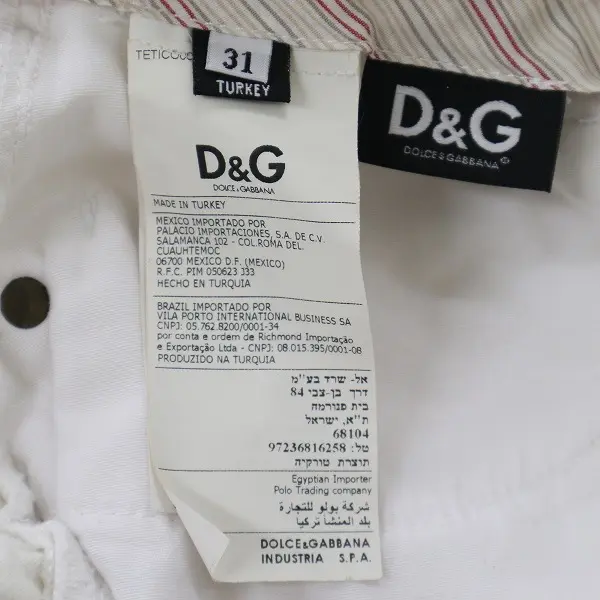 31
TURKEY
D&G
DOLCE&GABBANA
D&G
DOLCE&GABBANA
MADE IN TURKEY
MEXICO IMPORTADO POR
PALACIO IMPORTACIONES, S.A. DE C.V.
SALAMANCA 102 - COL.ROMA DEL.
CUAUHTEMOC
06700 MEXICO D.F. (MEXICO)
R.F.C. PIM 050623 J33
HECHO EN TURQUIA
BRAZIL IMPORTADO POR
VILA PORTO INTERNATIONAL BUSINESS SA
CNPJ: 05.762.8200/0001-34
por conta e ordem de Richmond Importação
e Exportação Ltda - CNPJ: 08.015.395/0001-08
PRODUZIDO NA TURQUIA
אל- שרד בע"מ
דרך בן-צבי 84
בית פנורמה
ת"א, ישראל
68104
טל: 97236816258
תוצרת טורקיה
Egyptian Importer
Polo Trading company
شركة بولو للتجارة
بلد المنشأ تركيا
DOLCE&GABBANA
INDUSTRIA S.P.A.